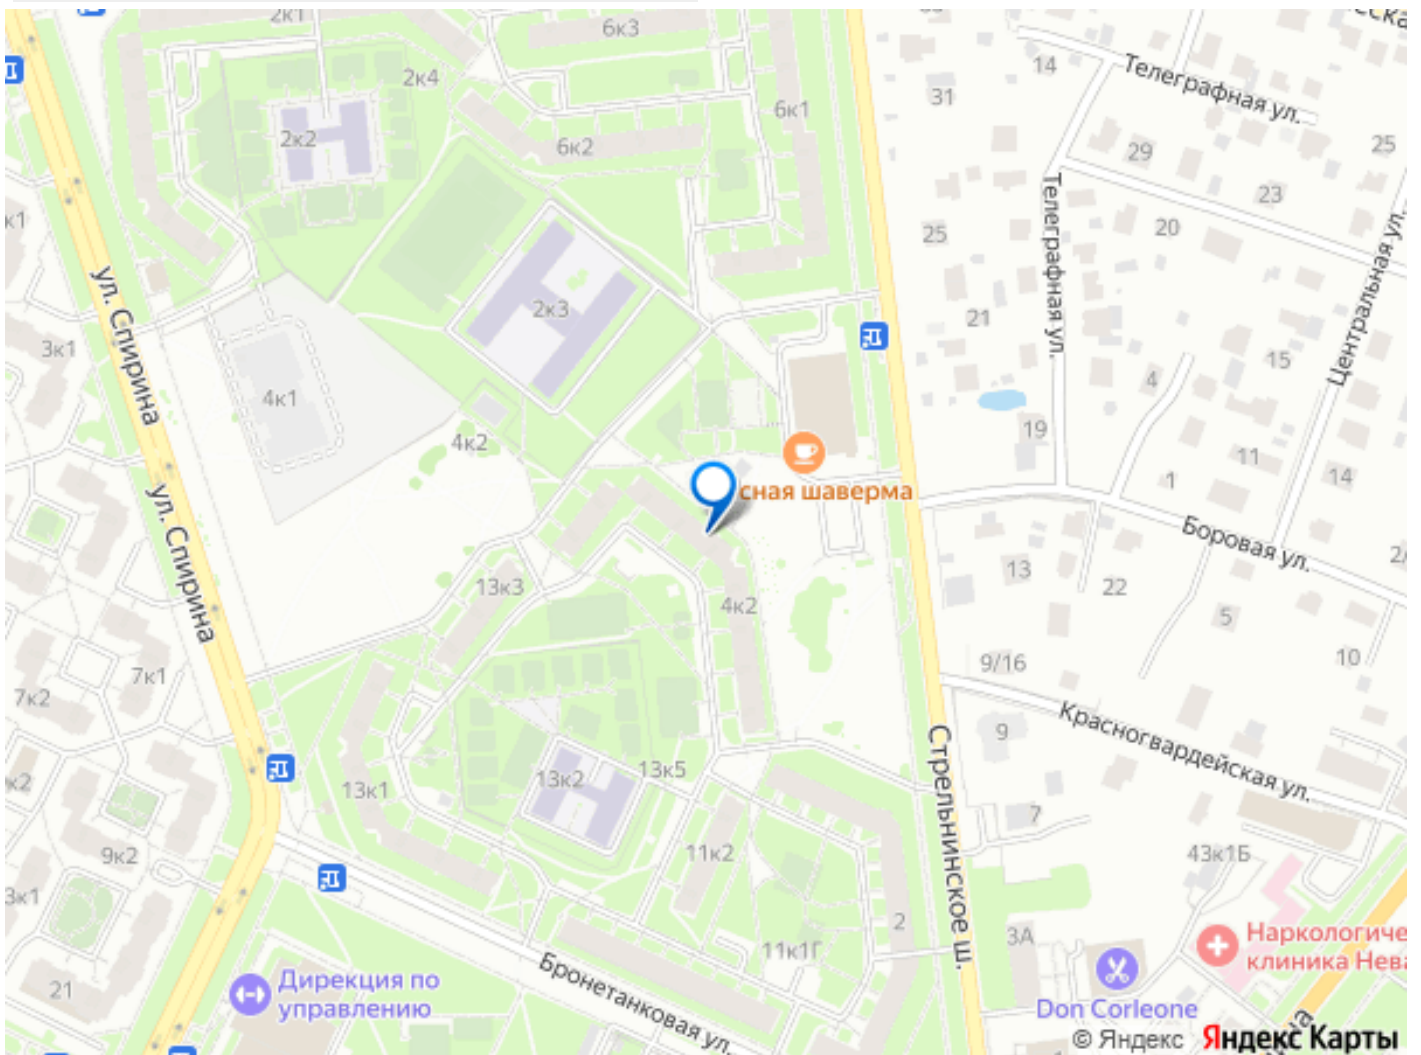 2к1
6к3
2к4
14
Телеграфная ул.
31
6к1
2к2
6к2
29
25
23
Телеграфная ул.
20
25
Центральная ул.
ул. Спирина
2к3
21
3к1
15
4
4к1
19
4к2
11
14
1
сная шаверма
ул. Спирина
Боровая ул.
13
13к3
22
4к2
5
9/16
10
7к1
7к2
Красногвардейская ул.
9
Стрельнинское ш.
13к5
13к2
13к1
7
11к2
43к1Б
9к2
3к1
2
3А
11к1Г
Наркологиче
клиника Нева
Бронетанковая ул.
Дирекция по
управлению
21
Don Corleone
© Яндекс Яндекс Карты